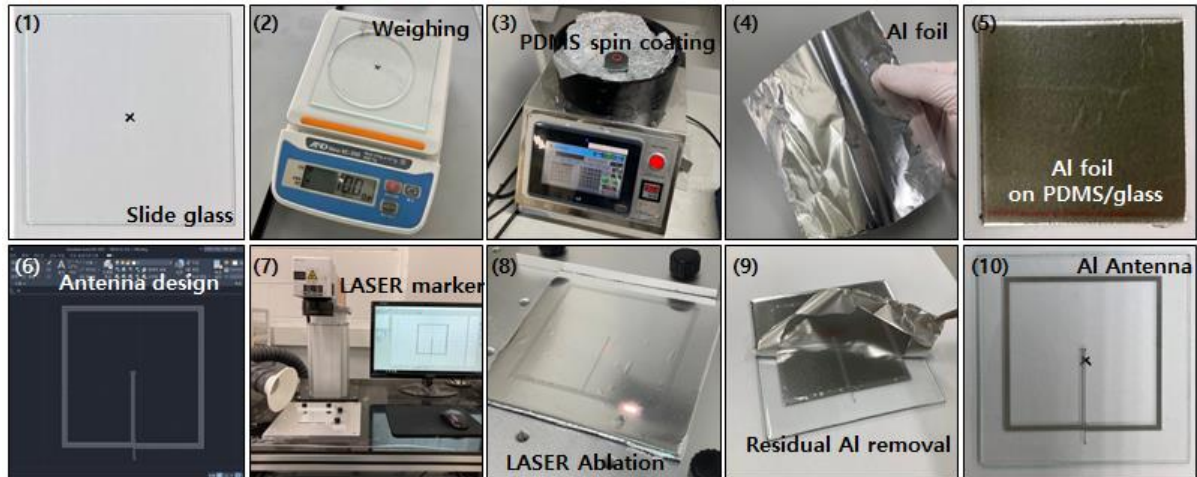 (1)
Slide glass
(2)
Weighing
AND
(3)
PDMS spin coating
(4)
Al foil
(5)
Al foil
on PDMS/glass
(6)
Antenna design
(7)
LASER marker
(8)
LASER Ablation
(9)
Residual Al removal
(10)
Al Antenna